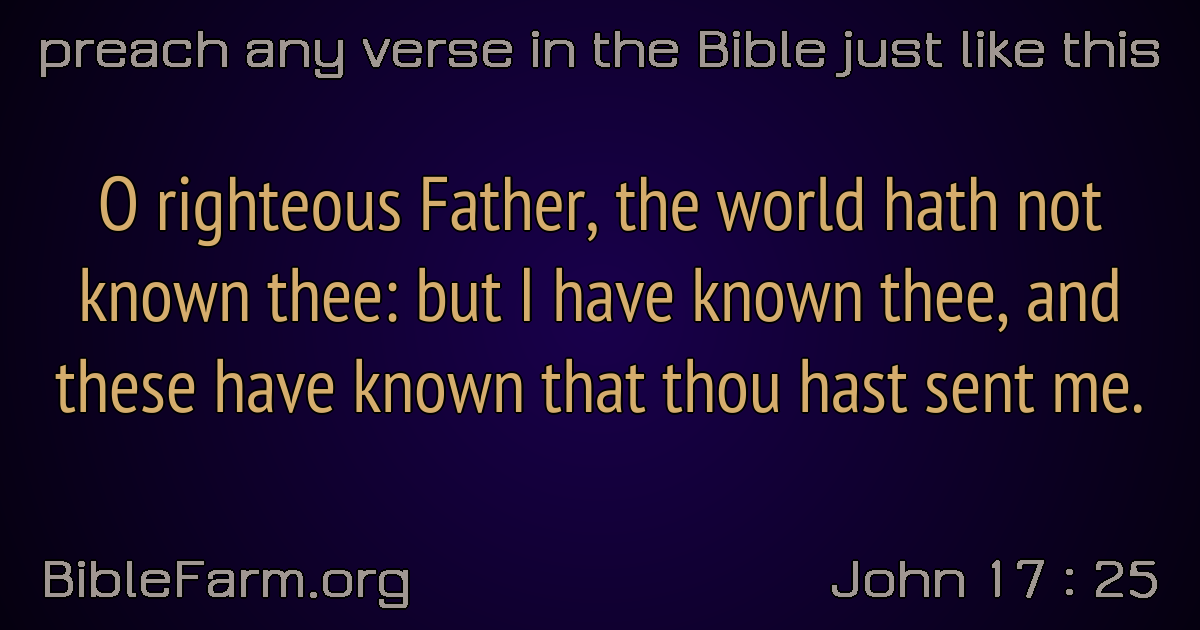 preach any verse in the Bible just like this
O righteous Father, the world hath not
known thee: but I have known thee, and
these have known that thou hast sent me.
BibleFarm.org
John 17 : 25